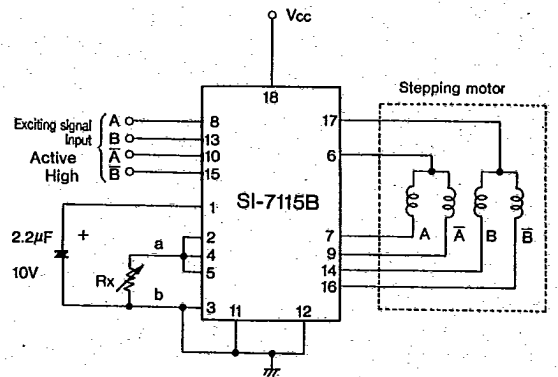 Vcc
18
Stepping motor
Exciting signal
Input
Active
High
A
B
A̅
B̅
8
13
10
15
SI-7115B
17
6
7
9
14
16
A
A̅
B
B̅
1
2.2μF
+
10V
a
2
4
5
Rx
b
3
11
12